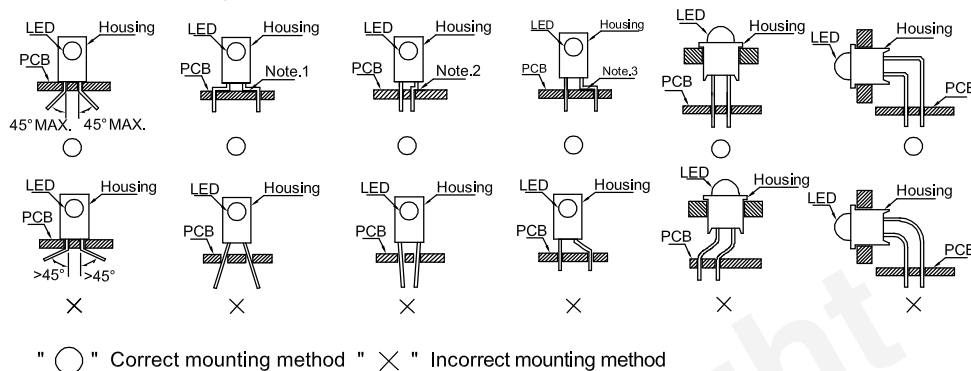 LED Housing LED Housing LED Housing LED Housing LED Housing Housing
LED
PCB PCB Note.1 PCB Note.2 PCB Note.3 PCB PCB
45° MAX. 45° MAX.
LED Housing LED Housing LED Housing LED Housing LED Housing Housing
LED
PCB PCB PCB PCB PCB PCB
>45° >45°
" ◯ " Correct mounting method " ✕ " Incorrect mounting method